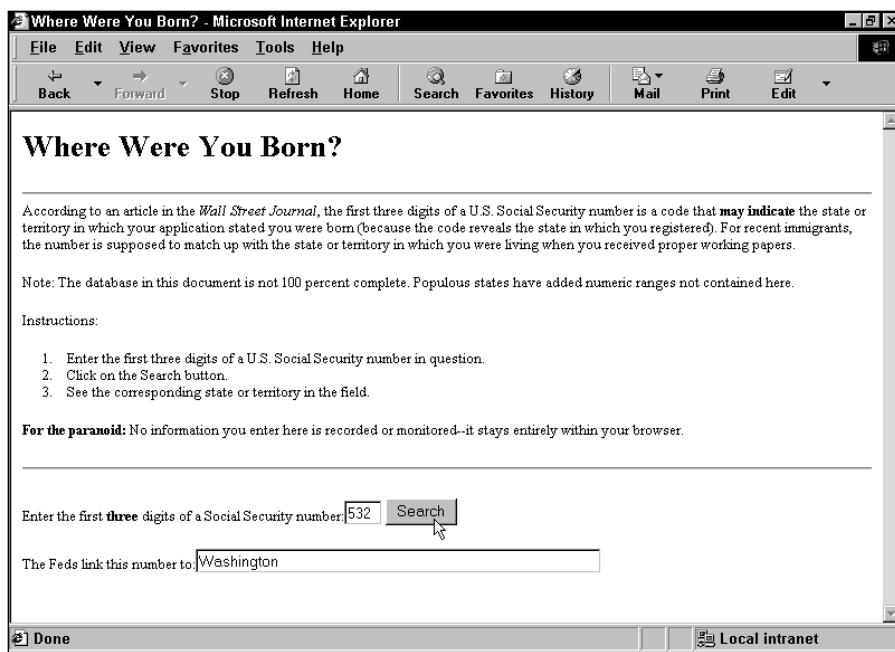 Where Were You Born? - Microsoft Internet Explorer
File Edit View Favorites Tools Help
Back Forward Stop Refresh Home Search Favorites History Mail Print Edit
Where Were You Born?
According to an article in the Wall Street Journal, the first three digits of a U.S. Social Security number is a code that may indicate the state or
territory in which your application stated you were born (because the code reveals the state in which you registered). For recent immigrants,
the number is supposed to match up with the state or territory in which you were living when you received proper working papers.
Note: The database in this document is not 100 percent complete. Populous states have added numeric ranges not contained here.
Instructions:
1. Enter the first three digits of a U.S. Social Security number in question.
2. Click on the Search button.
3. See the corresponding state or territory in the field.
For the paranoid: No information you enter here is recorded or monitored--it stays entirely within your browser.
Enter the first three digits of a Social Security number: 532 Search
The Feds link this number to: Washington
Done Local intranet